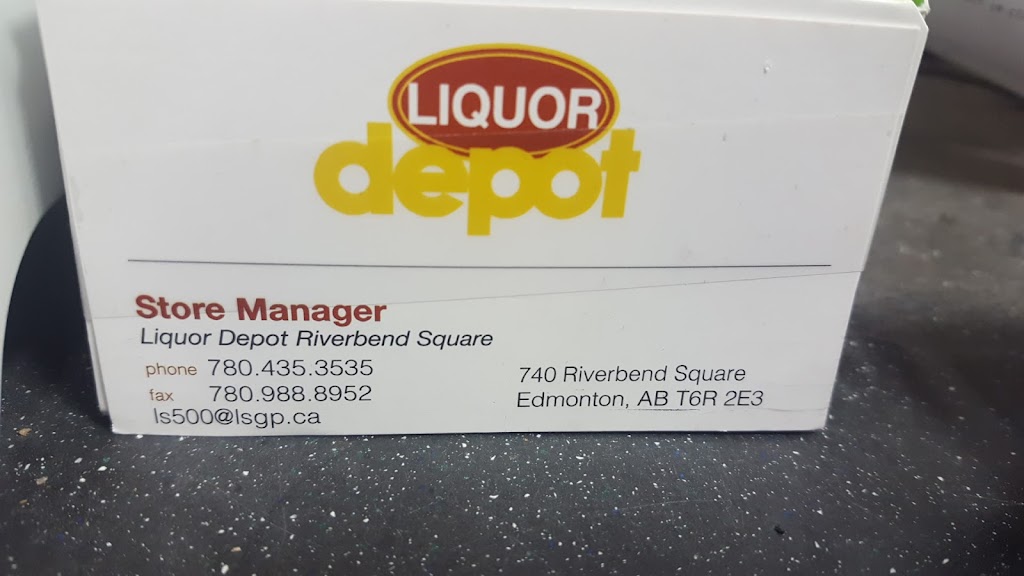 LIQUOR
depot
Store Manager
Liquor Depot Riverbend Square
phone 780.435.3535
fax 780.988.8952
ls500@lsgp.ca
740 Riverbend Square
Edmonton, AB T6R 2E3